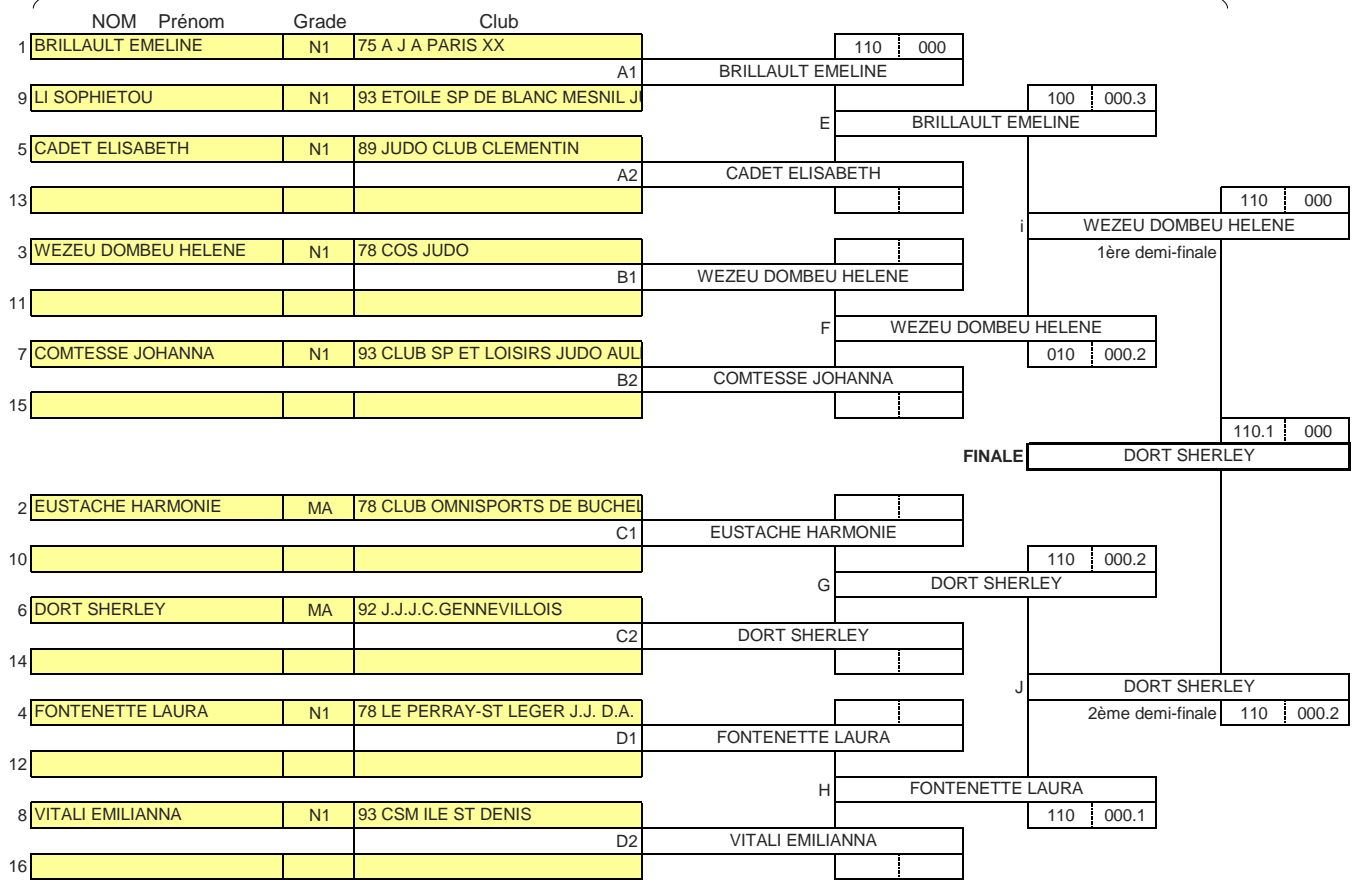 NOM Prénom Grade Club
1 BRILLAULT EMELINE N1 75 A J A PARIS XX 110 000
A1 BRILLAULT EMELINE
9 LI SOPHIETOU N1 93 ETOILE SP DE BLANC MESNIL JU 100 000.3
E BRILLAULT EMELINE
5 CADET ELISABETH N1 89 JUDO CLUB CLEMENTIN
A2 CADET ELISABETH
13 110 000
i WEZEU DOMBEU HELENE
3 WEZEU DOMBEU HELENE N1 78 COS JUDO 1ère demi-finale
B1 WEZEU DOMBEU HELENE
11
F WEZEU DOMBEU HELENE
7 COMTESSE JOHANNA N1 93 CLUB SP ET LOISIRS JUDO AUL 010 000.2
B2 COMTESSE JOHANNA
15
110.1 000
FINALE DORT SHERLEY
2 EUSTACHE HARMONIE MA 78 CLUB OMNISPORTS DE BUCHEL
C1 EUSTACHE HARMONIE
10 110 000.2
G DORT SHERLEY
6 DORT SHERLEY MA 92 J.J.J.C.GENNEVILLOIS
C2 DORT SHERLEY
14
J DORT SHERLEY
4 FONTENETTE LAURA N1 78 LE PERRAY-ST LEGER J.J. D.A. 2ème demi-finale 110 000.2
D1 FONTENETTE LAURA
12
H FONTENETTE LAURA
8 VITALI EMILIANNA N1 93 CSM ILE ST DENIS 110 000.1
D2 VITALI EMILIANNA
16